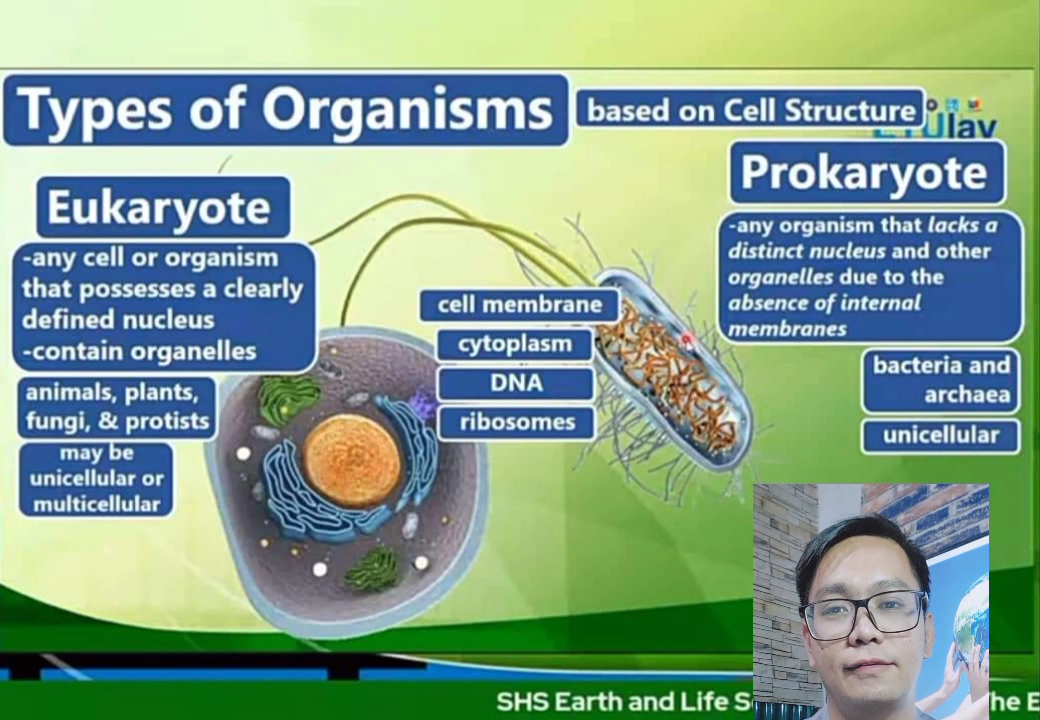 Types of Organisms
based on Cell Structure
Eukaryote
-any cell or organism
that possesses a clearly
defined nucleus
-contain organelles
animals, plants,
fungi, & protists
may be
unicellular or
multicellular
cell membrane
cytoplasm
DNA
ribosomes
Prokaryote
-any organism that lacks a
distinct nucleus and other
organelles due to the
absence of internal
membranes
bacteria and
archaea
unicellular
SHS Earth and Life